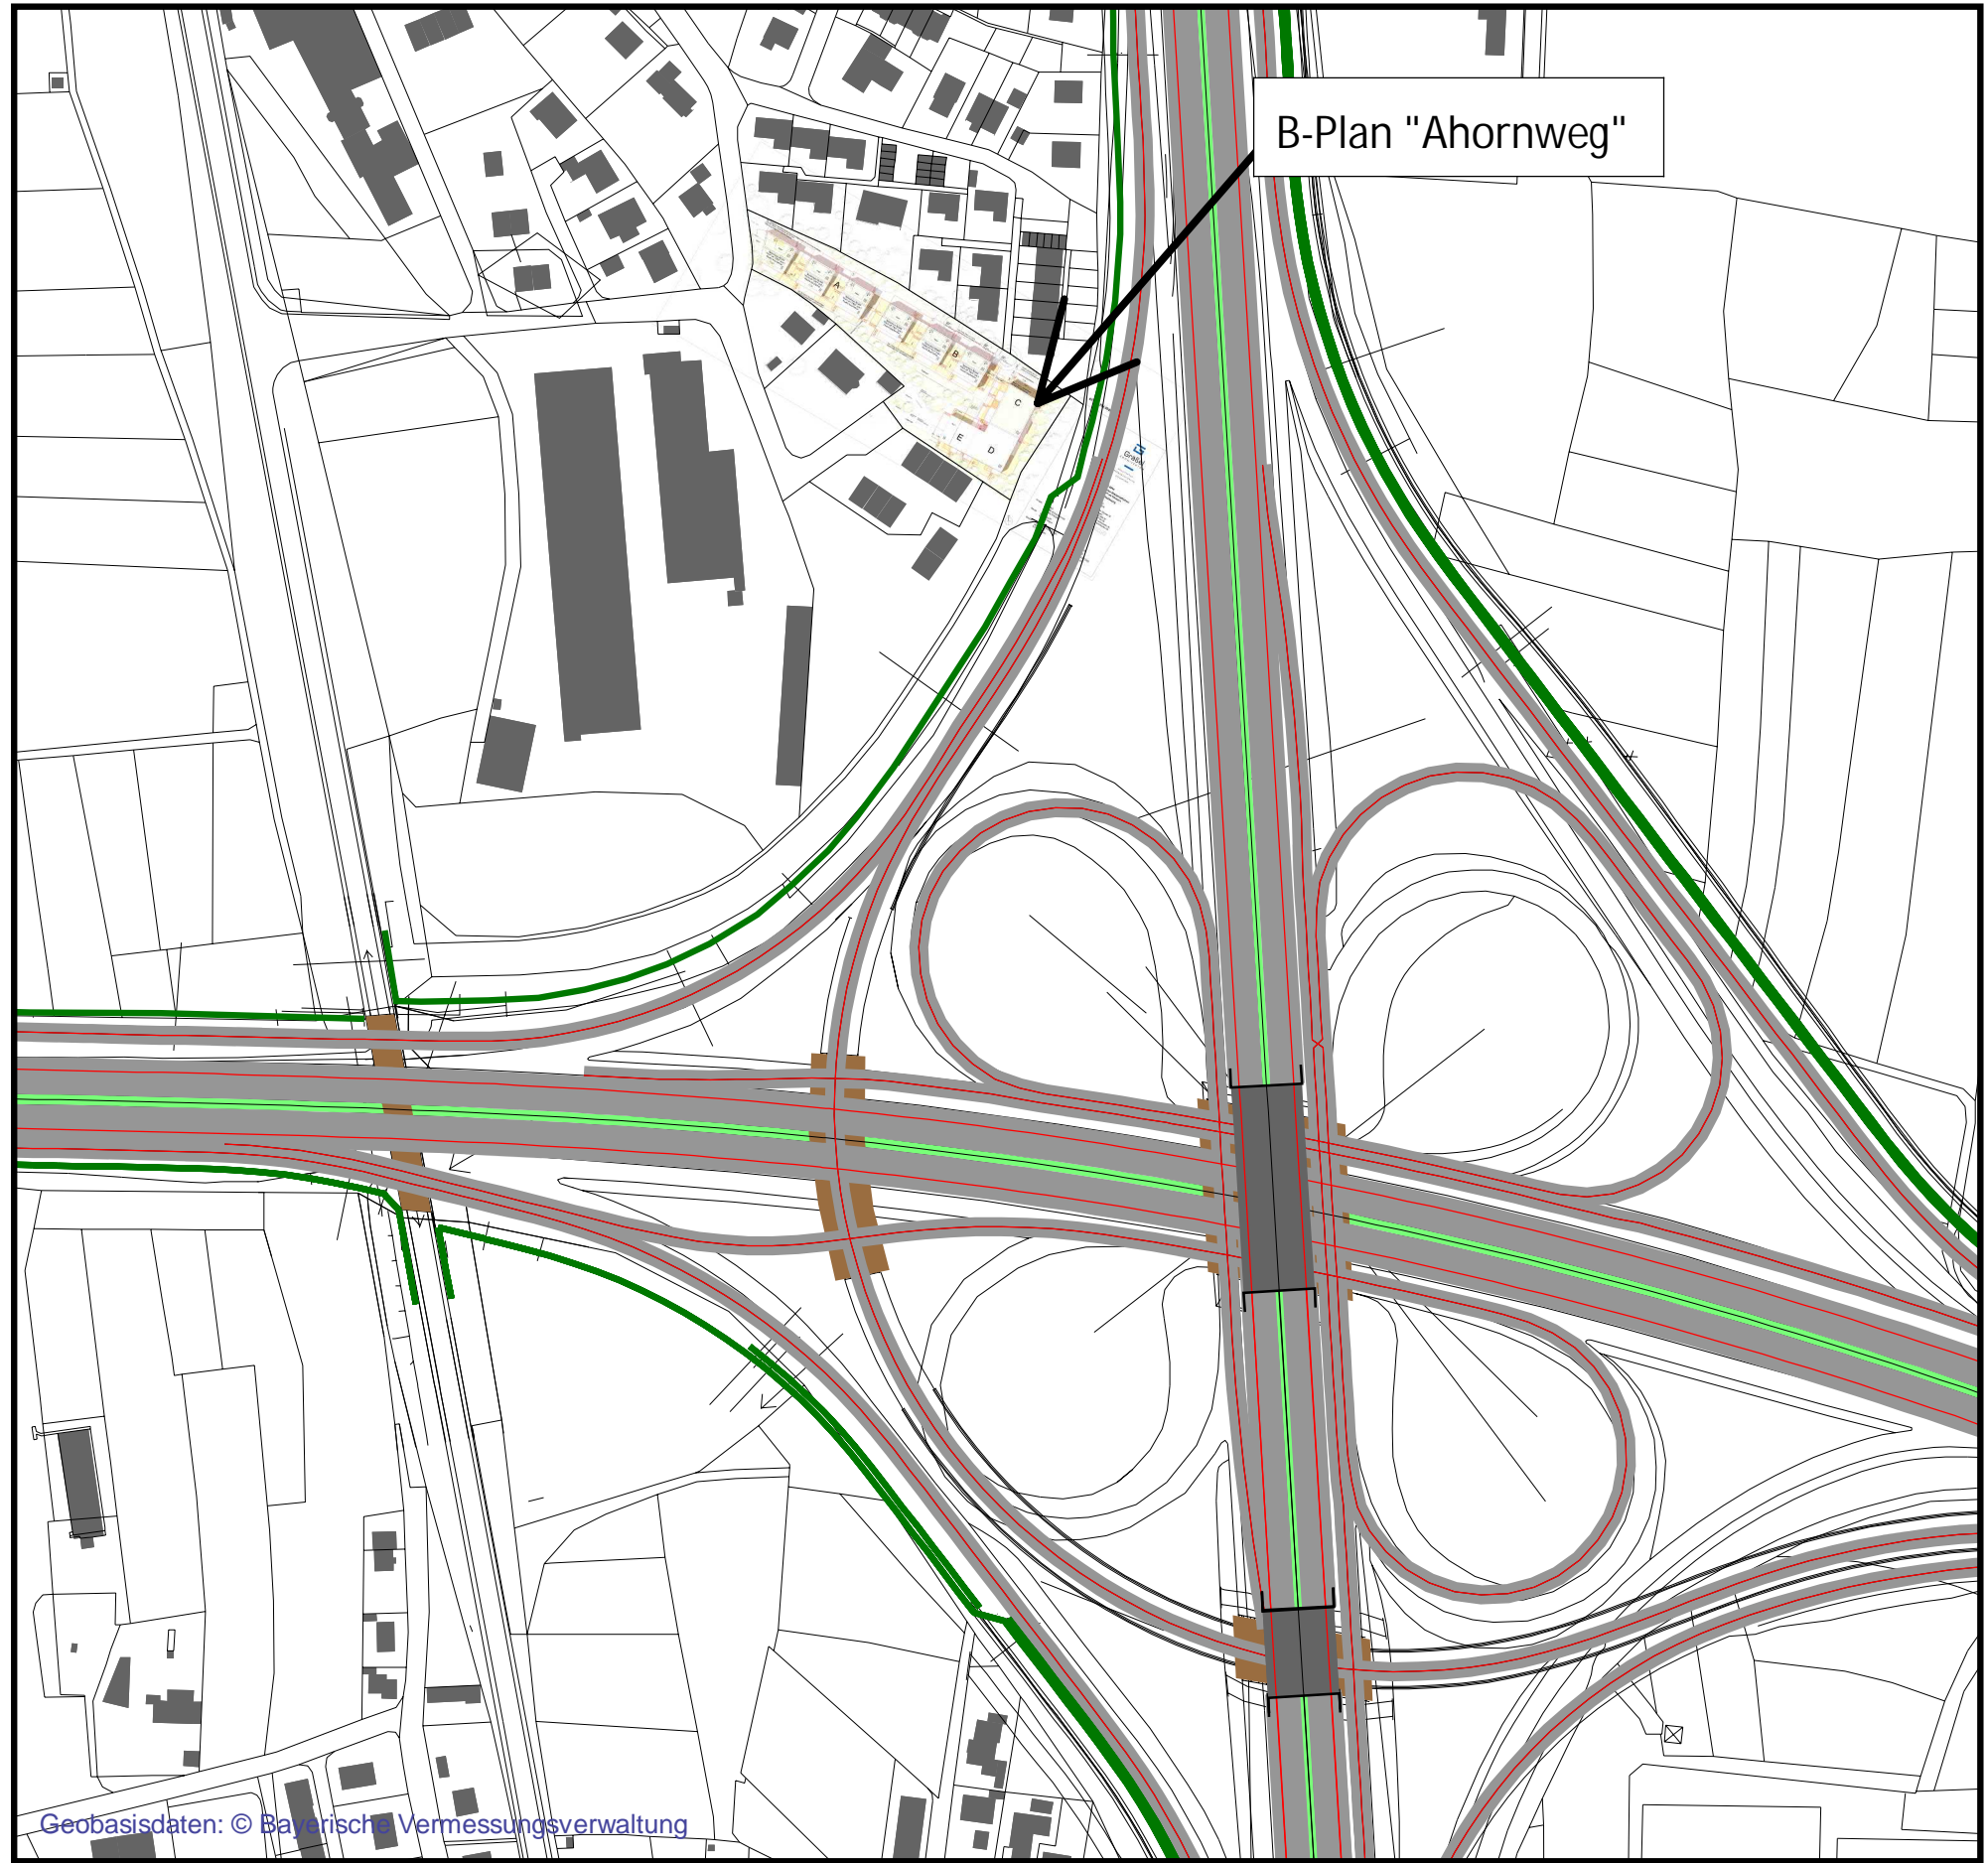 B-Plan "Ahornweg"
A
B
C
E
D
Geobasisdaten: © Bayerische Vermessungsverwaltung